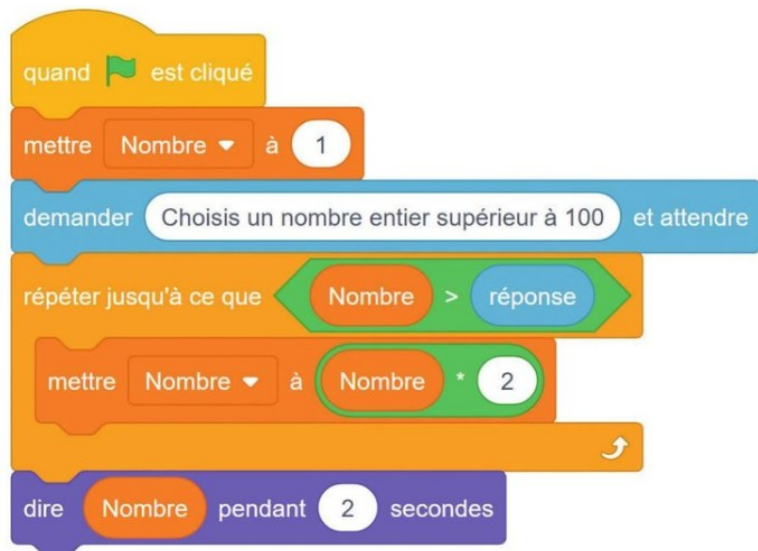 quand est cliqué
mettre Nombre à 1
demander Choisis un nombre entier supérieur à 100 et attendre
répéter jusqu'à ce que Nombre > réponse
mettre Nombre à Nombre * 2
dire Nombre pendant 2 secondes